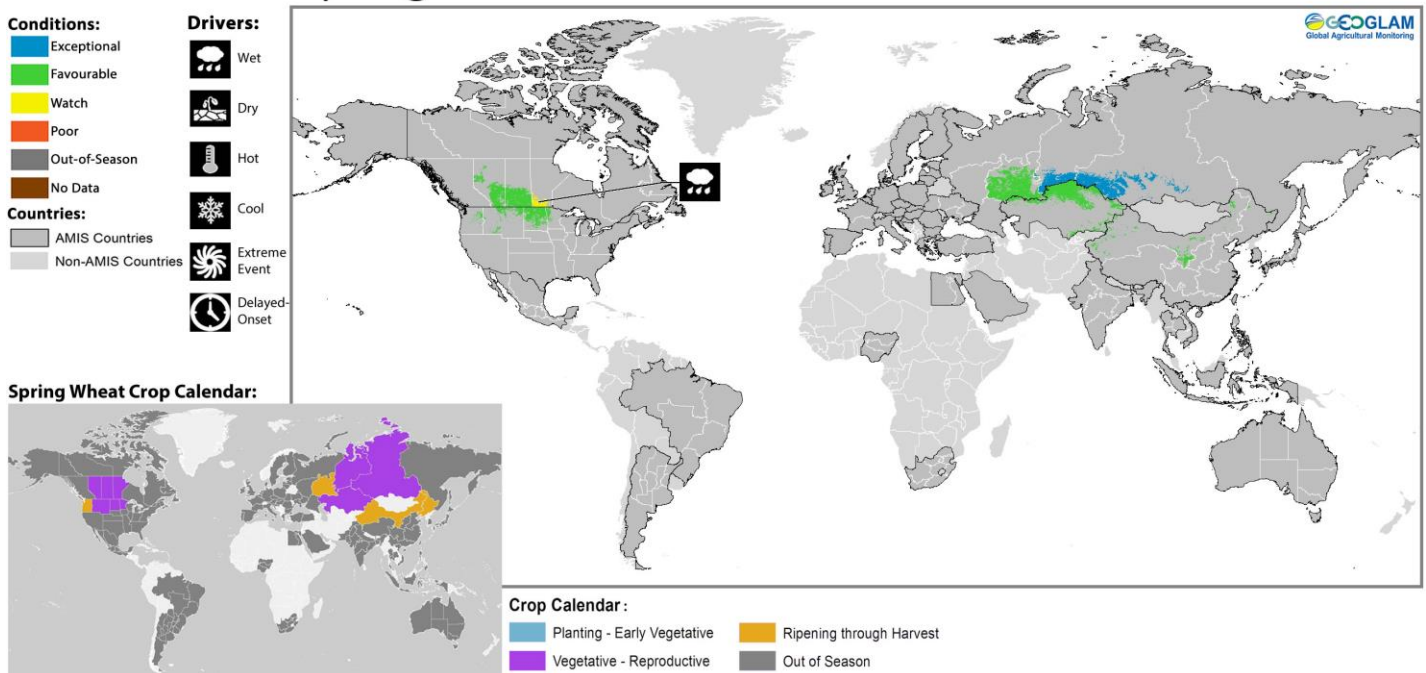 Conditions:
Exceptional
Favourable
Watch
Poor
Out-of-Season
No Data
Countries:
AMIS Countries
Non-AMIS Countries
Drivers:
Wet
Dry
Hot
Cool
Extreme
Event
Delayed-
Onset
GEOGLAM
Global Agricultural Monitoring
Spring Wheat Crop Calendar:
Crop Calendar :
Planting - Early Vegetative
Vegetative - Reproductive
Ripening through Harvest
Out of Season